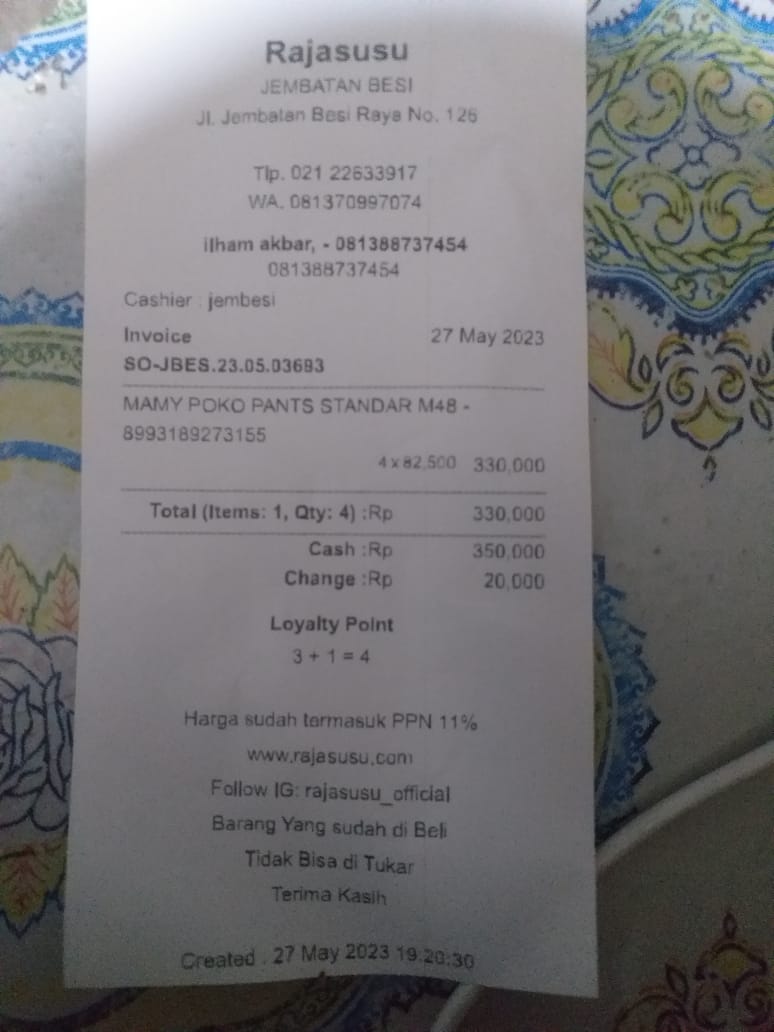 Rajasusu
JEMBATAN BESI
Jl. Jembatan Besi Raya No. 126
Tlp. 021 22633917
WA. 081370997074
ilham akbar, - 081388737454
081388737454
Cashier : jembesi
Invoice 27 May 2023
SO-JBES.23.05.03693
MAMY POKO PANTS STANDAR M48 -
8993189273155
4 x 82,500 330,000
Total (Items: 1, Qty: 4) :Rp 330,000
Cash :Rp 350,000
Change :Rp 20,000
Loyalty Point
3 + 1 = 4
Harga sudah termasuk PPN 11%
www.rajasusu.com
Follow IG: rajasusu_official
Barang Yang sudah di Beli
Tidak Bisa di Tukar
Terima Kasih
Created . 27 May 2023 19:20:30